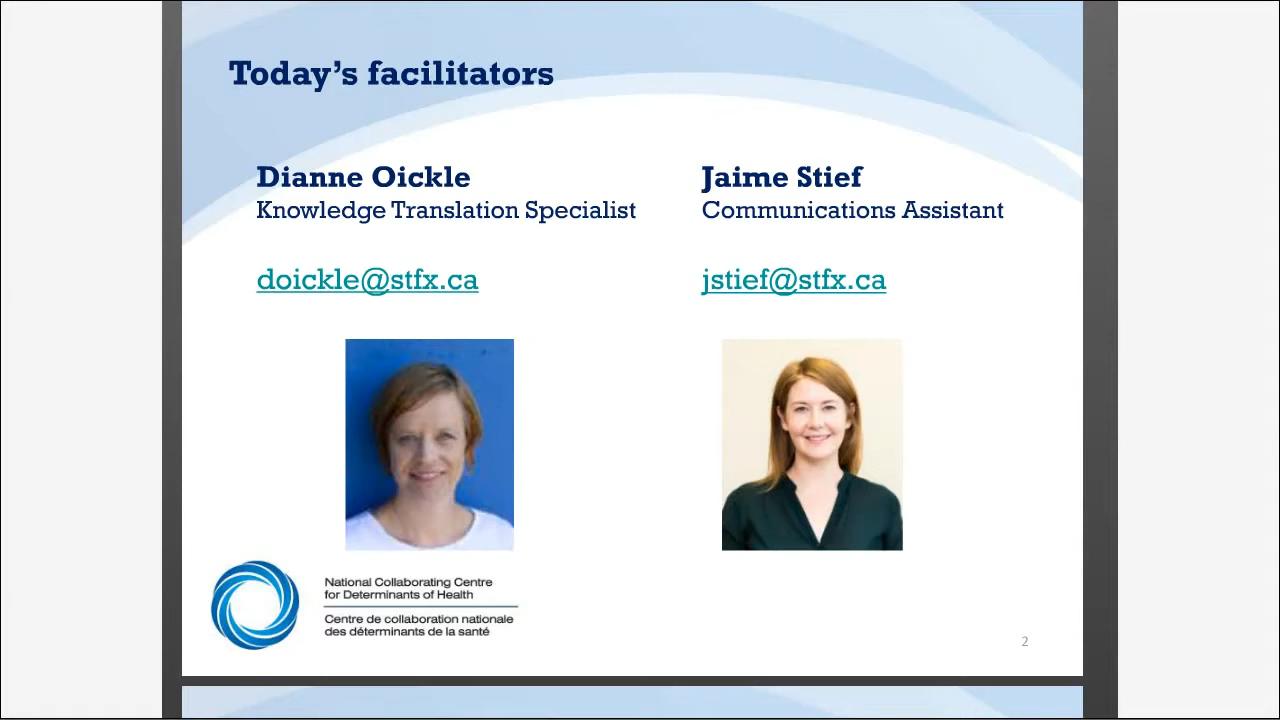 Today’s facilitators
Dianne Oickle
Knowledge Translation Specialist
doickle@stfx.ca
Jaime Stief
Communications Assistant
jstief@stfx.ca
National Collaborating Centre
for Determinants of Health
Centre de collaboration nationale
des déterminants de la santé
2